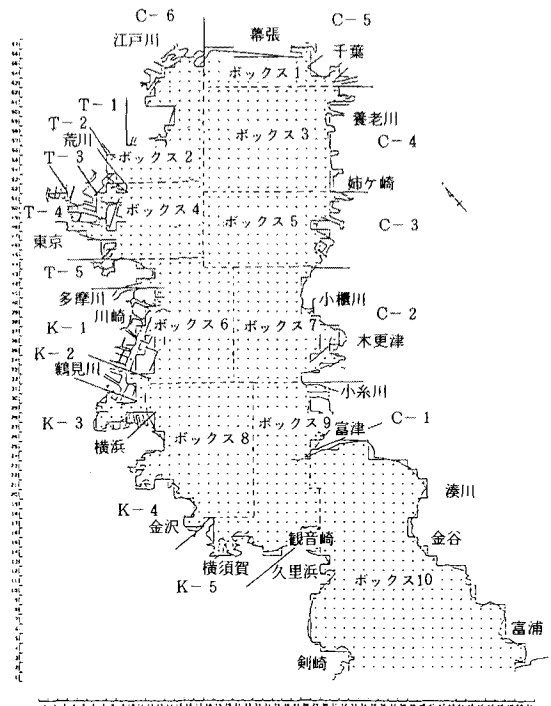 C-6
C-5
江戸川
幕張
千葉
ボックス1
T-1
養老川
T-2
ボックス3
C-4
荒川
T-3
ボックス2
姉ケ崎
T-4
ボックス4
ボックス5
C-3
東京
T-5
多摩川
小櫃川
川崎
C-2
K-1
ボックス6
ボックス7
木更津
K-2
鶴見川
小糸川
K-3
ボックス9
C-1
横浜
富津
ボックス8
湊川
K-4
金沢
観音崎
金谷
横須賀
久里浜
ボックス10
K-5
富浦
剣崎